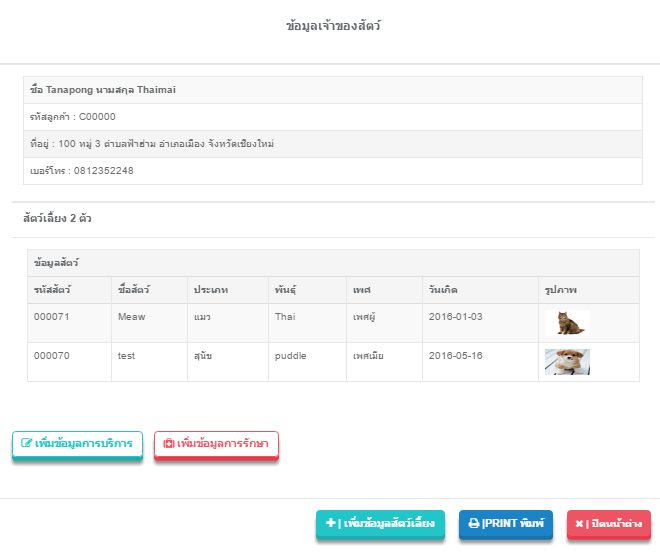 ข้อมูลเจ้าของสัตว์
ชื่อ Tanapong นามสกุล Thaimai
รหัสลูกค้า : C00000
ที่อยู่ : 100 หมู่ 3 ตำบลฟ้าฮ่าม อำเภอเมือง จังหวัดเชียงใหม่
เบอร์โทร : 0812352248
สัตว์เลี้ยง 2 ตัว
ข้อมูลสัตว์
รหัสสัตว์ ชื่อสัตว์ ประเภท พันธุ์ เพศ วันเกิด รูปภาพ
000071 Meaw แมว Thai เพศผู้ 2016-01-03
000070 test สุนัข puddle เพศเมีย 2016-05-16
เพิ่มข้อมูลการบริการ เพิ่มข้อมูลการรักษา
| เพิ่มข้อมูลสัตว์เลี้ยง |PRINT พิมพ์ | ปิดหน้าต่าง